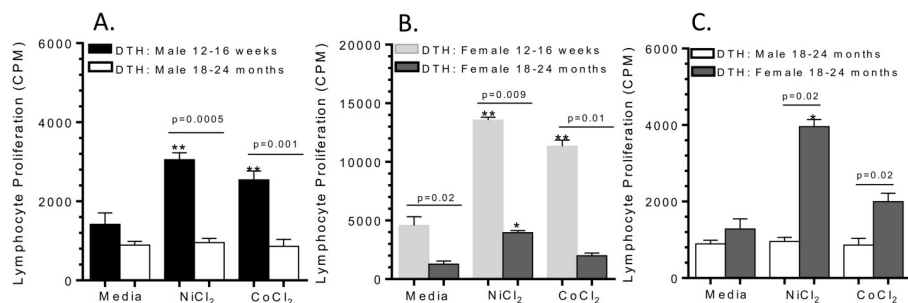 A.
Lymphocyte Proliferation (CPM)
6000
4000
2000
0
DTH: Male 12-16 weeks
DTH: Male 18-24 months
p=0.0005
**
p=0.001
**
Media
NiCl₂
CoCl₂
B.
Lymphocyte Proliferation (CPM)
20000
15000
10000
5000
0
DTH: Female 12-16 weeks
DTH: Female 18-24 months
p=0.009
**
p=0.01
**
p=0.02
*
Media
NiCl₂
CoCl₂
C.
Lymphocyte Proliferation (CPM)
6000
4000
2000
0
DTH: Male 18-24 months
DTH: Female 18-24 months
p=0.02
*
p=0.02
Media
NiCl₂
CoCl₂